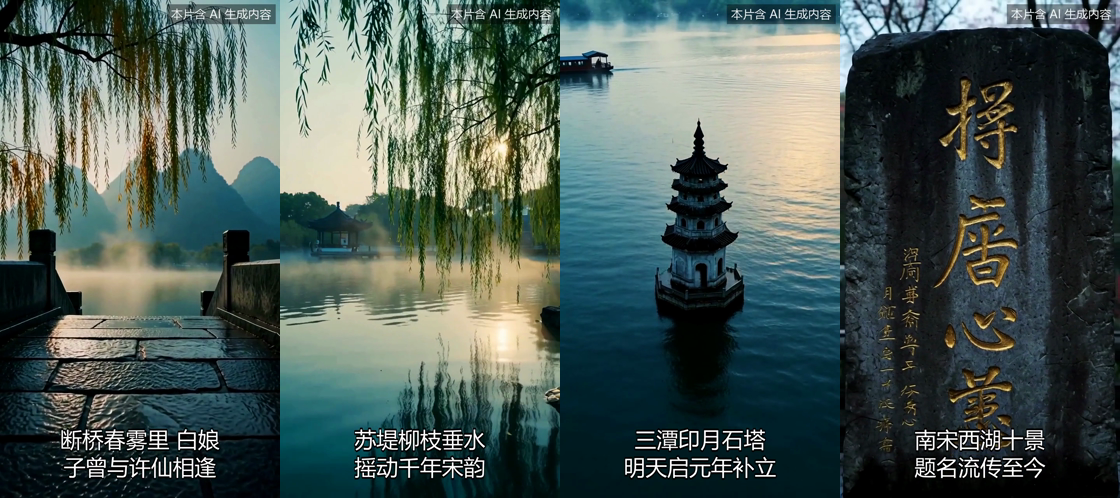 本片含 AI 生成内容
断桥春雾里 白娘
子曾与许仙相逢
本片含 AI 生成内容
苏堤柳枝垂水
摇动千年宋韵
本片含 AI 生成内容
三潭印月石塔
明天启元年补立
本片含 AI 生成内容
心
南宋西湖十景
题名流传至今